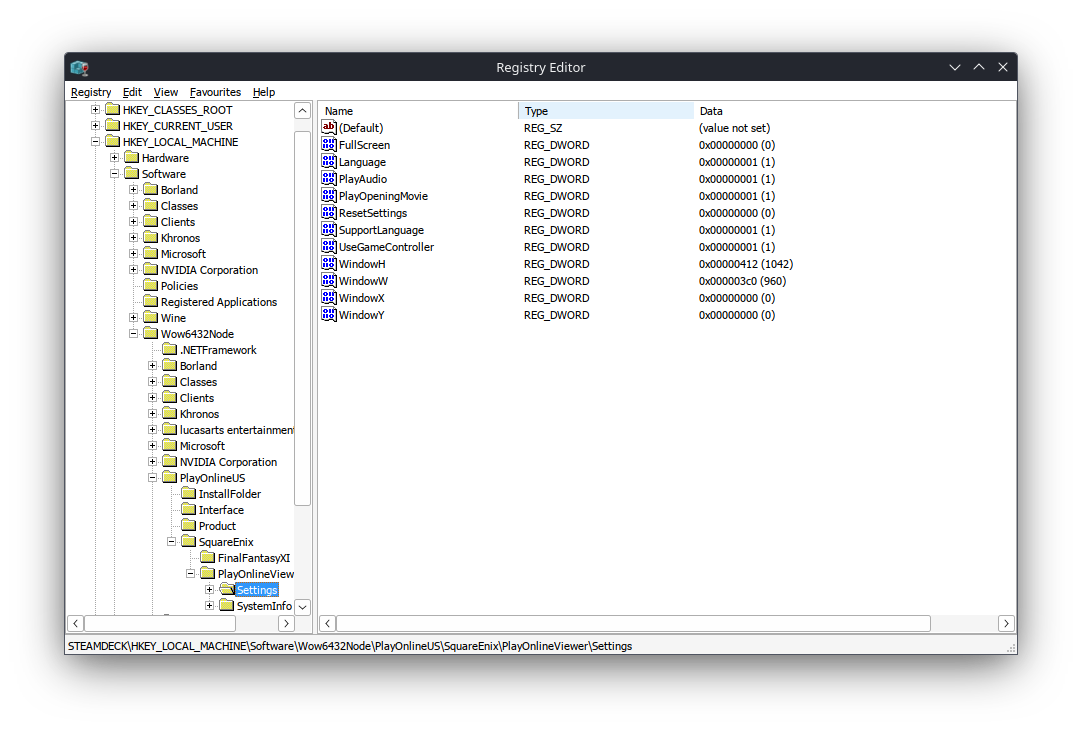 Registry Editor
Registry Edit View Favourites Help
HKEY_CLASSES_ROOT
HKEY_CURRENT_USER
HKEY_LOCAL_MACHINE
Hardware
Software
Borland
Classes
Clients
Khronos
Microsoft
NVIDIA Corporation
Policies
Registered Applications
Wine
Wow6432Node
.NETFramework
Borland
Classes
Clients
Khronos
lucasarts entertainment
Microsoft
NVIDIA Corporation
PlayOnlineUS
InstallFolder
Interface
Product
SquareEnix
FinalFantasyXI
PlayOnlineView
Settings
SystemInfo
Name Type Data
(Default) REG_SZ (value not set)
FullScreen REG_DWORD 0x00000000 (0)
Language REG_DWORD 0x00000001 (1)
PlayAudio REG_DWORD 0x00000001 (1)
PlayOpeningMovie REG_DWORD 0x00000001 (1)
ResetSettings REG_DWORD 0x00000000 (0)
SupportLanguage REG_DWORD 0x00000001 (1)
UseGameController REG_DWORD 0x00000001 (1)
WindowH REG_DWORD 0x00000412 (1042)
WindowW REG_DWORD 0x000003c0 (960)
WindowX REG_DWORD 0x00000000 (0)
WindowY REG_DWORD 0x00000000 (0)
STEAMDECK\HKEY_LOCAL_MACHINE\Software\Wow6432Node\PlayOnlineUS\SquareEnix\PlayOnlineViewer\Settings